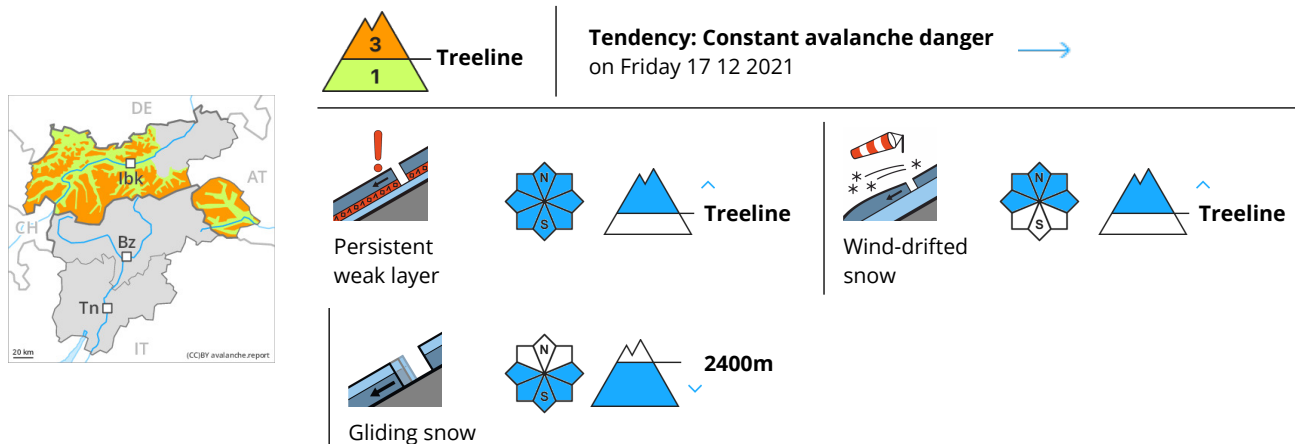 3
1
Treeline
Tendency: Constant avalanche danger
on Friday 17 12 2021
DE
AT
CH
IT
Ibk
Bz
Tn
20 km
(CC)BY avalanche.report
Persistent
weak layer
N
S
Treeline
Wind-drifted
snow
N
S
Treeline
Gliding snow
N
S
2400m